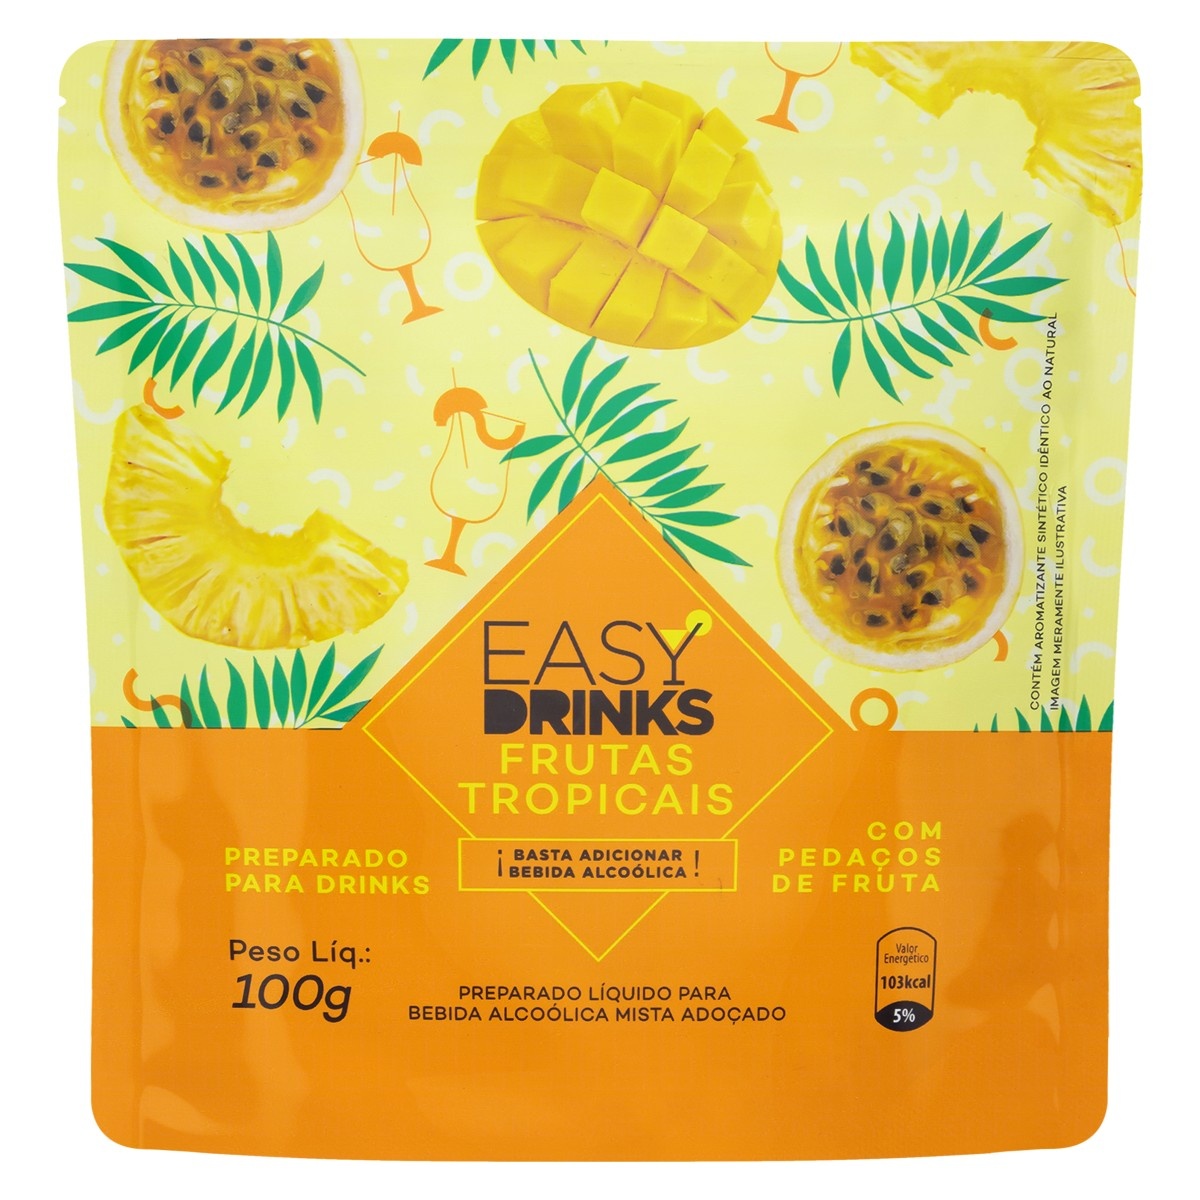 CONTÉM AROMATIZANTE SINTÉTICO IDÊNTICO AO NATURAL
IMAGEM MERAMENTE ILUSTRATIVA
EASY
DRINKS
FRUTAS
TROPICAIS
¡ BASTA ADICIONAR
BEBIDA ALCOÓLICA !
PREPARADO
PARA DRINKS
COM
PEDAÇOS
DE FRUTA
Peso Líq.:
100g
PREPARADO LÍQUIDO PARA
BEBIDA ALCOÓLICA MISTA ADOÇADO
Valor
Energético
103kcal
5%